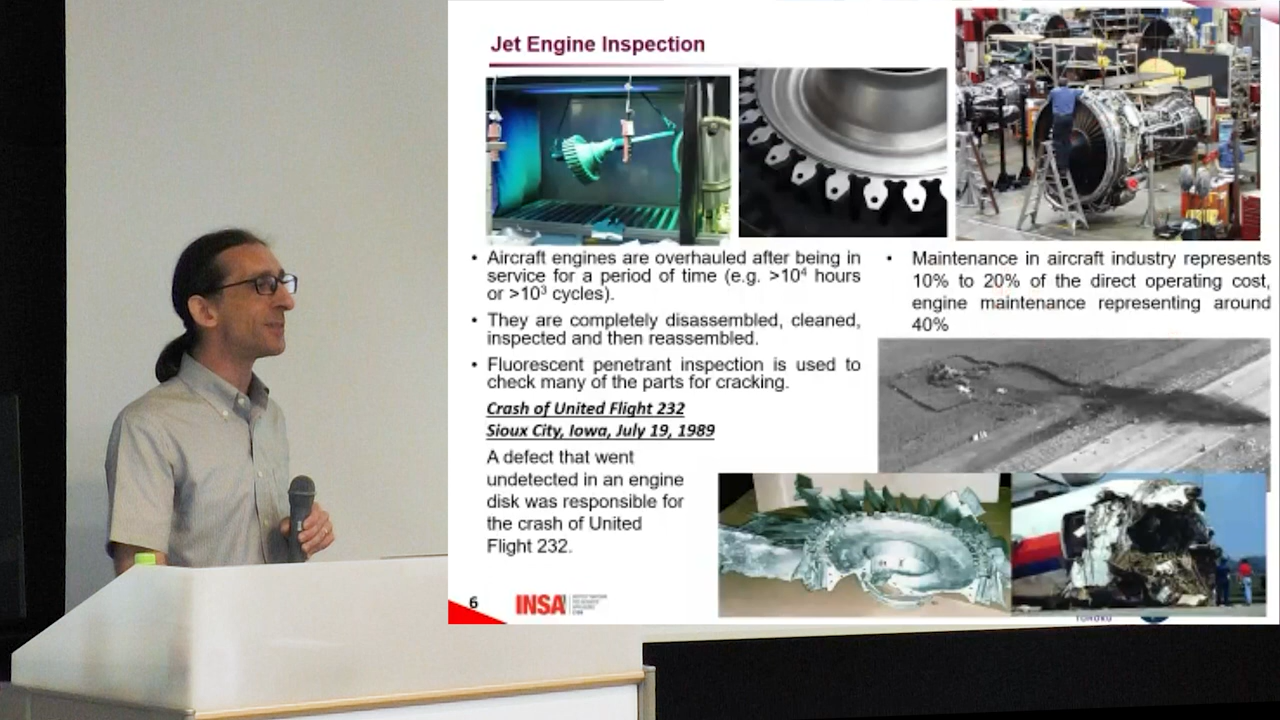 Jet Engine Inspection
• Aircraft engines are overhauled after being in
service for a period of time (e.g. >10⁴ hours
or >10³ cycles).
• They are completely disassembled, cleaned,
inspected and then reassembled.
• Fluorescent penetrant inspection is used to
check many of the parts for cracking.
Crash of United Flight 232
Sioux City, Iowa, July 19, 1989
A defect that went
undetected in an engine
disk was responsible for
the crash of United
Flight 232.
• Maintenance in aircraft industry represents
10% to 20% of the direct operating cost,
engine maintenance representing around
40%
6
INSA
TOHOKU